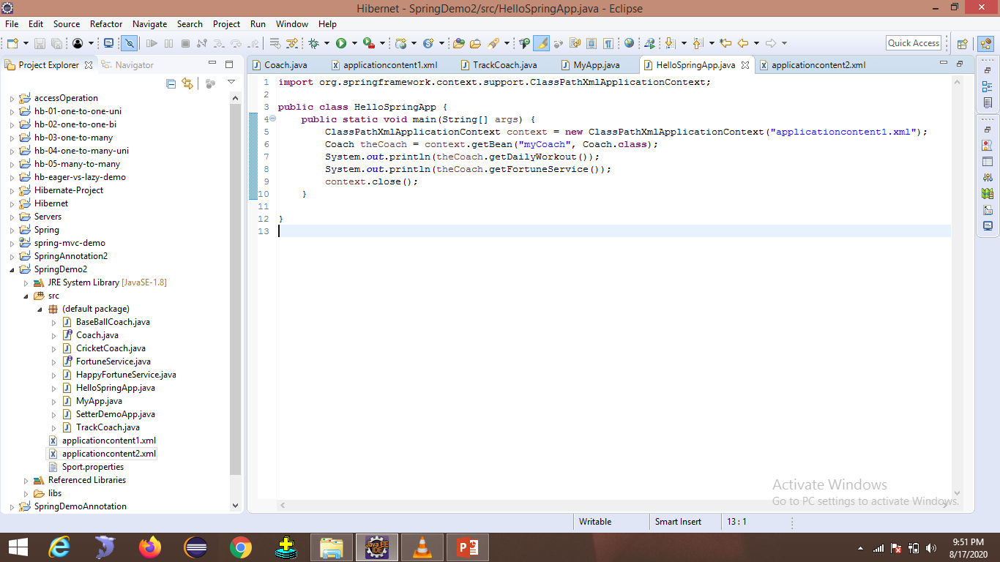 Hibernet - SpringDemo2/src/HelloSpringApp.java - Eclipse
File Edit Source Refactor Navigate Search Project Run Window Help
Quick Access
Project Explorer Navigator
Coach.java applicationcontent1.xml TrackCoach.java MyApp.java HelloSpringApp.java applicationcontent2.xml
accessOperation
hb-01-one-to-one-uni
hb-02-one-to-one-bi
hb-03-one-to-many
hb-04-one-to-many-uni
hb-05-many-to-many
hb-eager-vs-lazy-demo
Hibernate-Project
Hibernet
Servers
Spring
spring-mvc-demo
SpringAnnotation2
SpringDemo2
JRE System Library [JavaSE-1.8]
src
(default package)
BaseBallCoach.java
Coach.java
CricketCoach.java
FortuneService.java
HappyFortuneService.java
HelloSpringApp.java
MyApp.java
SetterDemoApp.java
TrackCoach.java
applicationcontent1.xml
applicationcontent2.xml
Sport.properties
Referenced Libraries
libs
SpringDemoAnnotation
1 import org.springframework.context.support.ClassPathXmlApplicationContext;
2
3 public class HelloSpringApp {
4 public static void main(String[] args) {
5 ClassPathXmlApplicationContext context = new ClassPathXmlApplicationContext("applicationcontent1.xml");
6 Coach theCoach = context.getBean("myCoach", Coach.class);
7 System.out.println(theCoach.getDailyWorkout());
8 System.out.println(theCoach.getFortuneService());
9 context.close();
10 }
11
12 }
13
Activate Windows
Go to PC settings to activate Windows.
Writable Smart Insert 13 : 1
Java EE
IDE
9:51 PM
8/17/2020